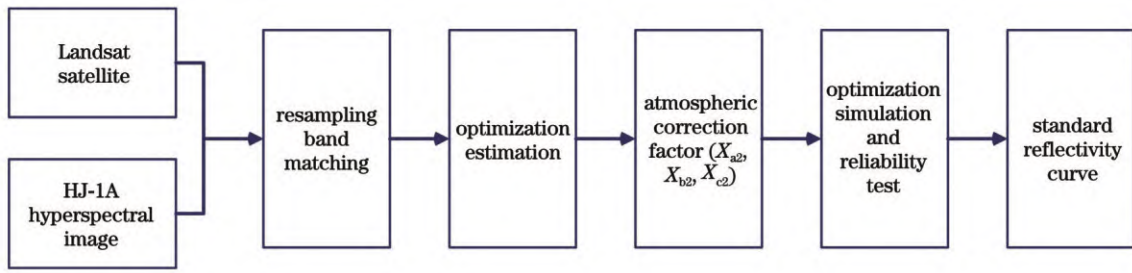 Landsat
satellite
HJ-1A
hyperspectral
image
resampling
band
matching
optimization
estimation
atmospheric
correction
factor (Xa2,
Xb2, Xc2)
optimization
simulation
and
reliability
test
standard
reflectivity
curve